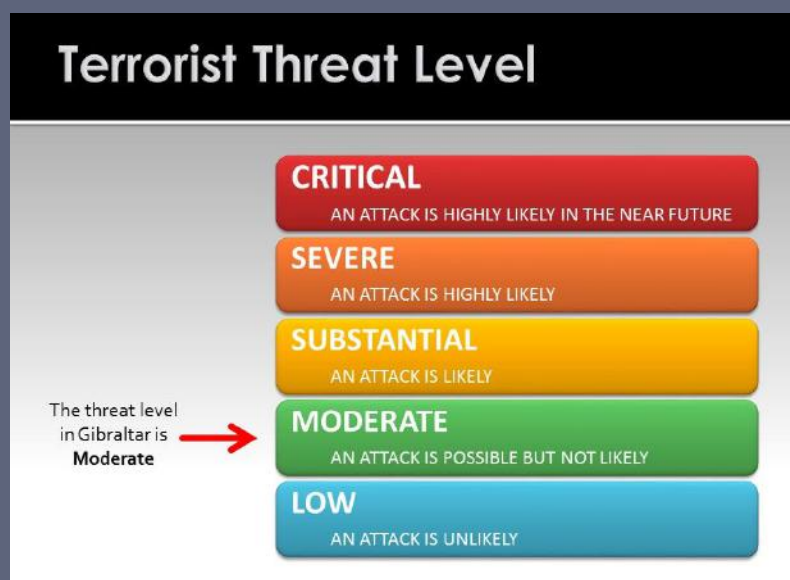 Terrorist Threat Level
CRITICAL
AN ATTACK IS HIGHLY LIKELY IN THE NEAR FUTURE
SEVERE
AN ATTACK IS HIGHLY LIKELY
SUBSTANTIAL
AN ATTACK IS LIKELY
The threat level
in Gibraltar is
Moderate
MODERATE
AN ATTACK IS POSSIBLE BUT NOT LIKELY
LOW
AN ATTACK IS UNLIKELY